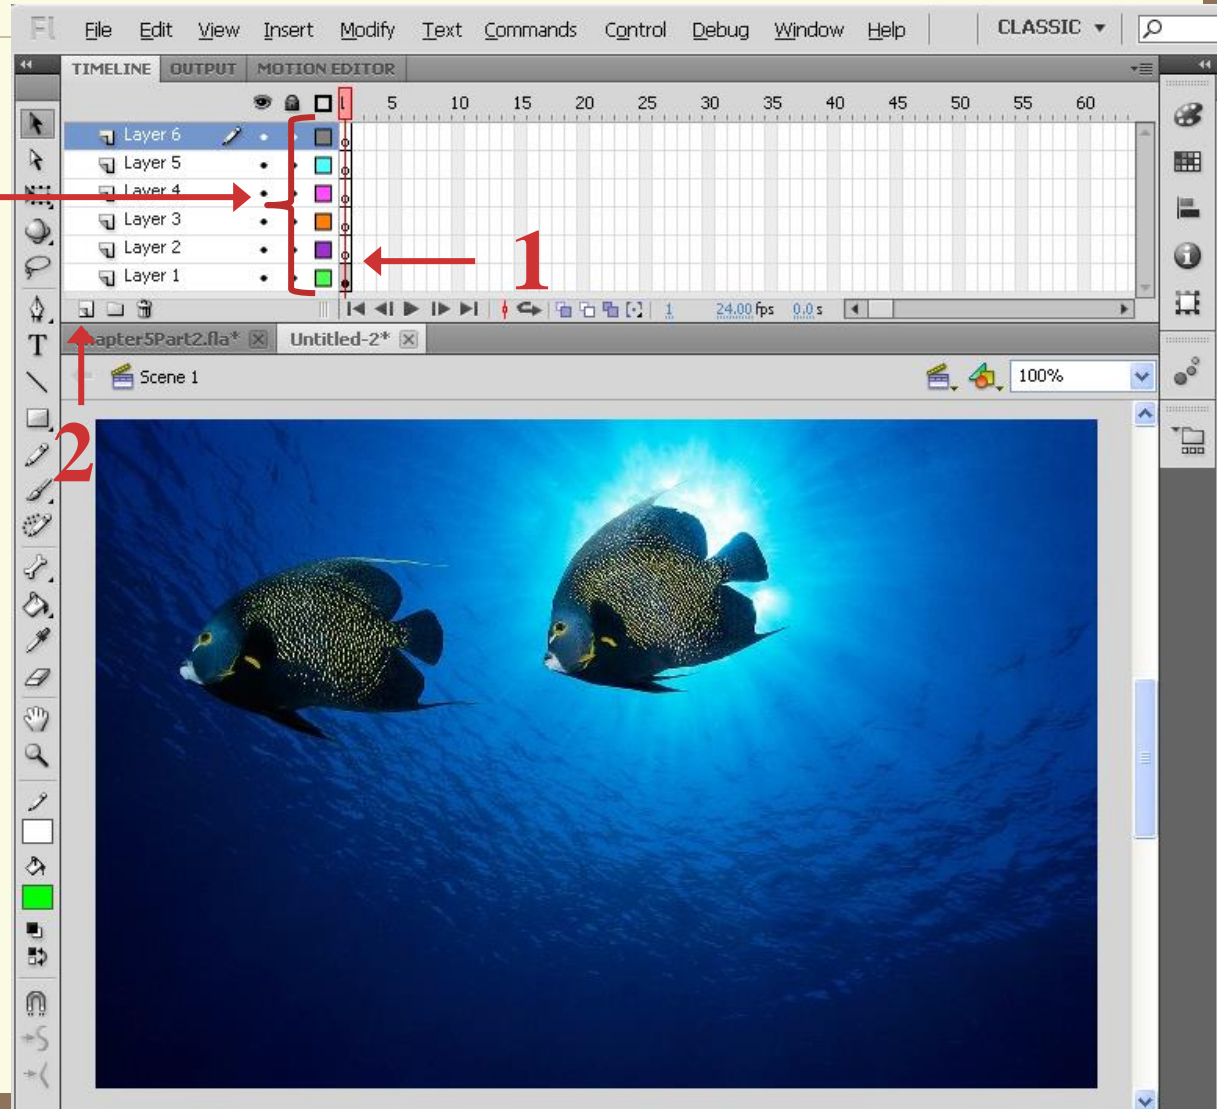 Fl File Edit View Insert Modify Text Commands Control Debug Window Help CLASSIC
TIMELINE OUTPUT MOTION EDITOR
1 5 10 15 20 25 30 35 40 45 50 55 60
Layer 6
Layer 5
Layer 4
Layer 3
Layer 2
Layer 1
1
1 24.00 fps 0.0 s
hapter5Part2.fla* Untitled-2*
Scene 1 100%
2
T